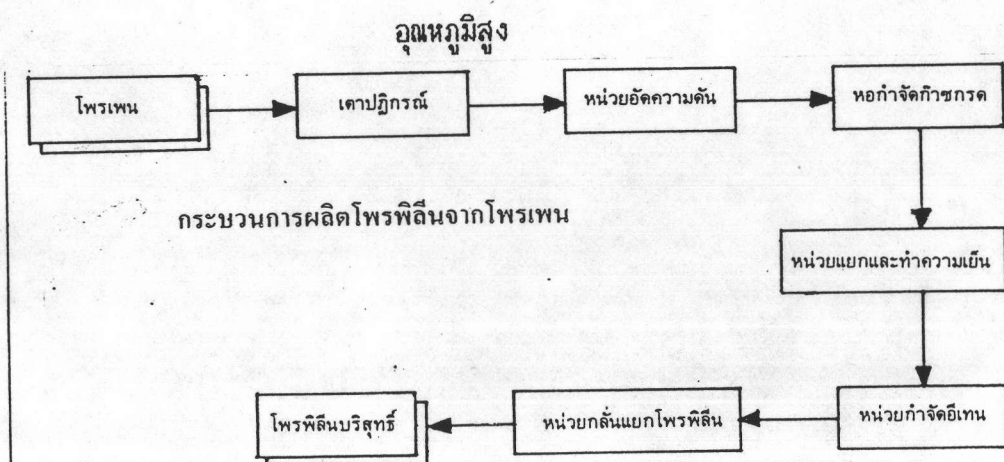 อุณหภูมิสูง
โพรเพน
เตาปฏิกรณ์
หน่วยอัดความดัน
หอกำจัดก๊าซกรด
กระบวนการผลิตโพรพิลีนจากโพรเพน
หน่วยแยกและทำความเย็น
โพรพิลีนบริสุทธิ์
หน่วยกลั่นแยกโพรพิลีน
หน่วยกำจัดอีเทน